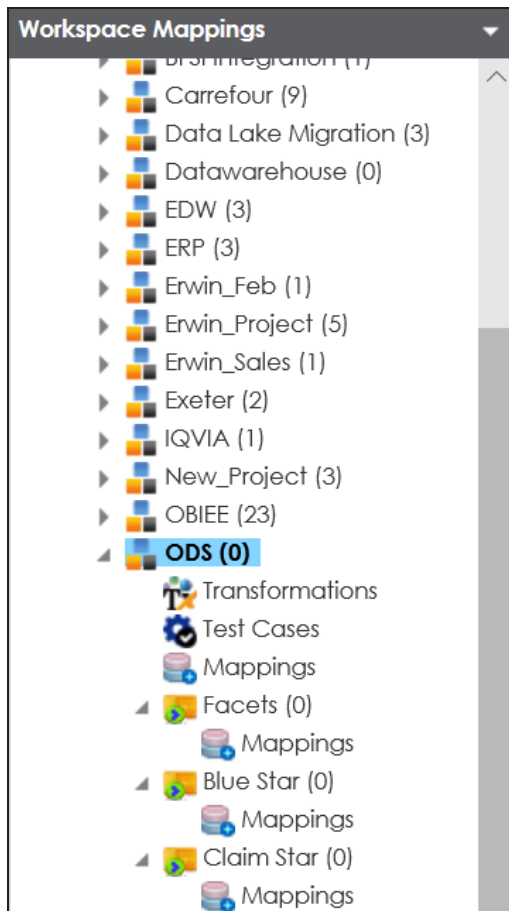 Workspace Mappings
Carrefour (9)
Data Lake Migration (3)
Datawarehouse (0)
EDW (3)
ERP (3)
Erwin_Feb (1)
Erwin_Project (5)
Erwin_Sales (1)
Exeter (2)
IQVIA (1)
New_Project (3)
OBIEE (23)
ODS (0)
Transformations
Test Cases
Mappings
Facets (0)
Mappings
Blue Star (0)
Mappings
Claim Star (0)
Mappings